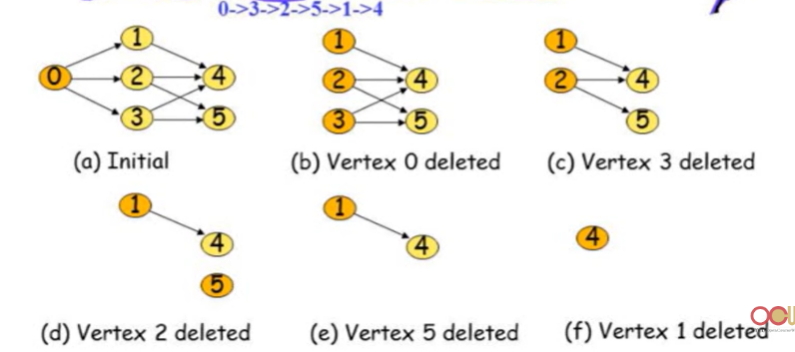 0->3->2->5->1->4
1
0 2 4
3 5
(a) Initial
1
2 4
3 5
(b) Vertex 0 deleted
1
2 4
5
(c) Vertex 3 deleted
1
4
5
(d) Vertex 2 deleted
1
4
(e) Vertex 5 deleted
4
(f) Vertex 1 deleted